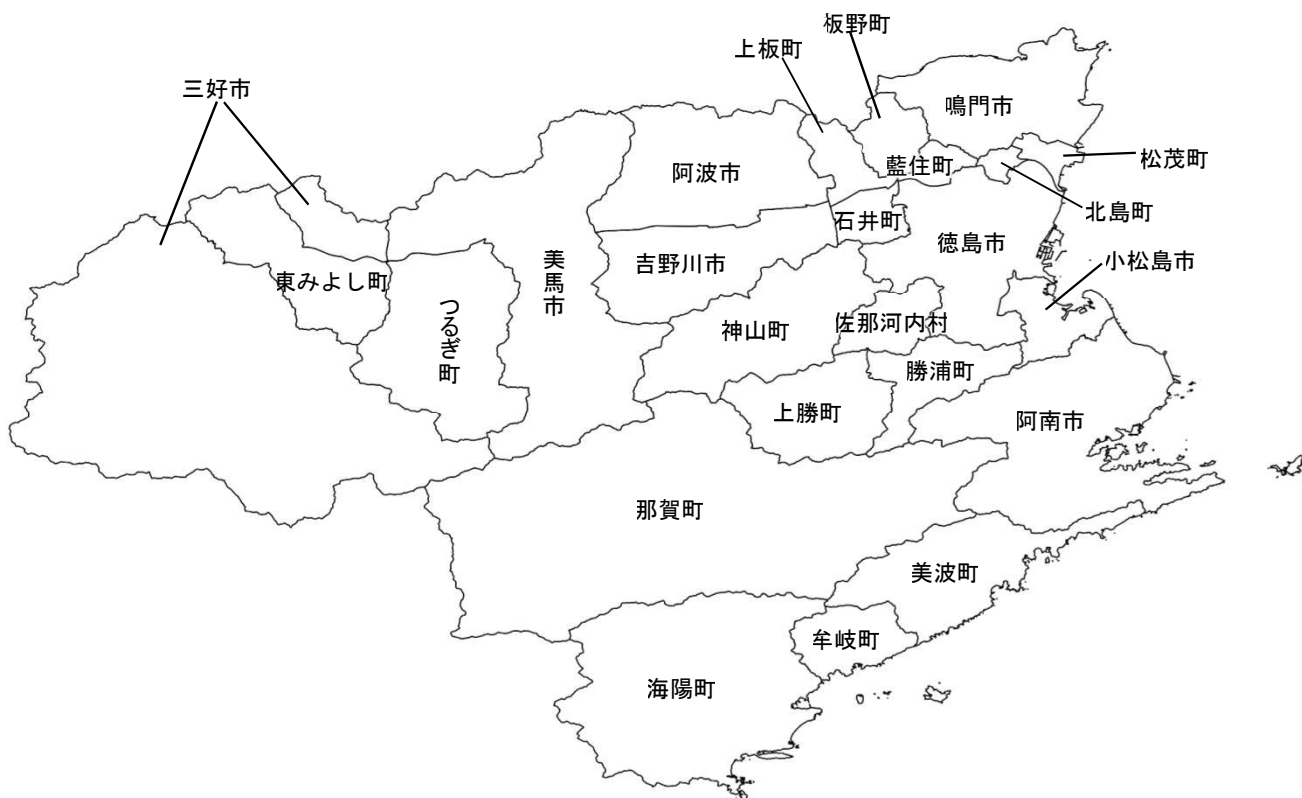 板野町
上板町
三好市
鳴門市
松茂町
阿波市
藍住町
北島町
石井町
徳島市
吉野川市
小松島市
美馬市
東みよし町
つるぎ町
神山町
佐那河内村
勝浦町
上勝町
阿南市
那賀町
美波町
牟岐町
海陽町